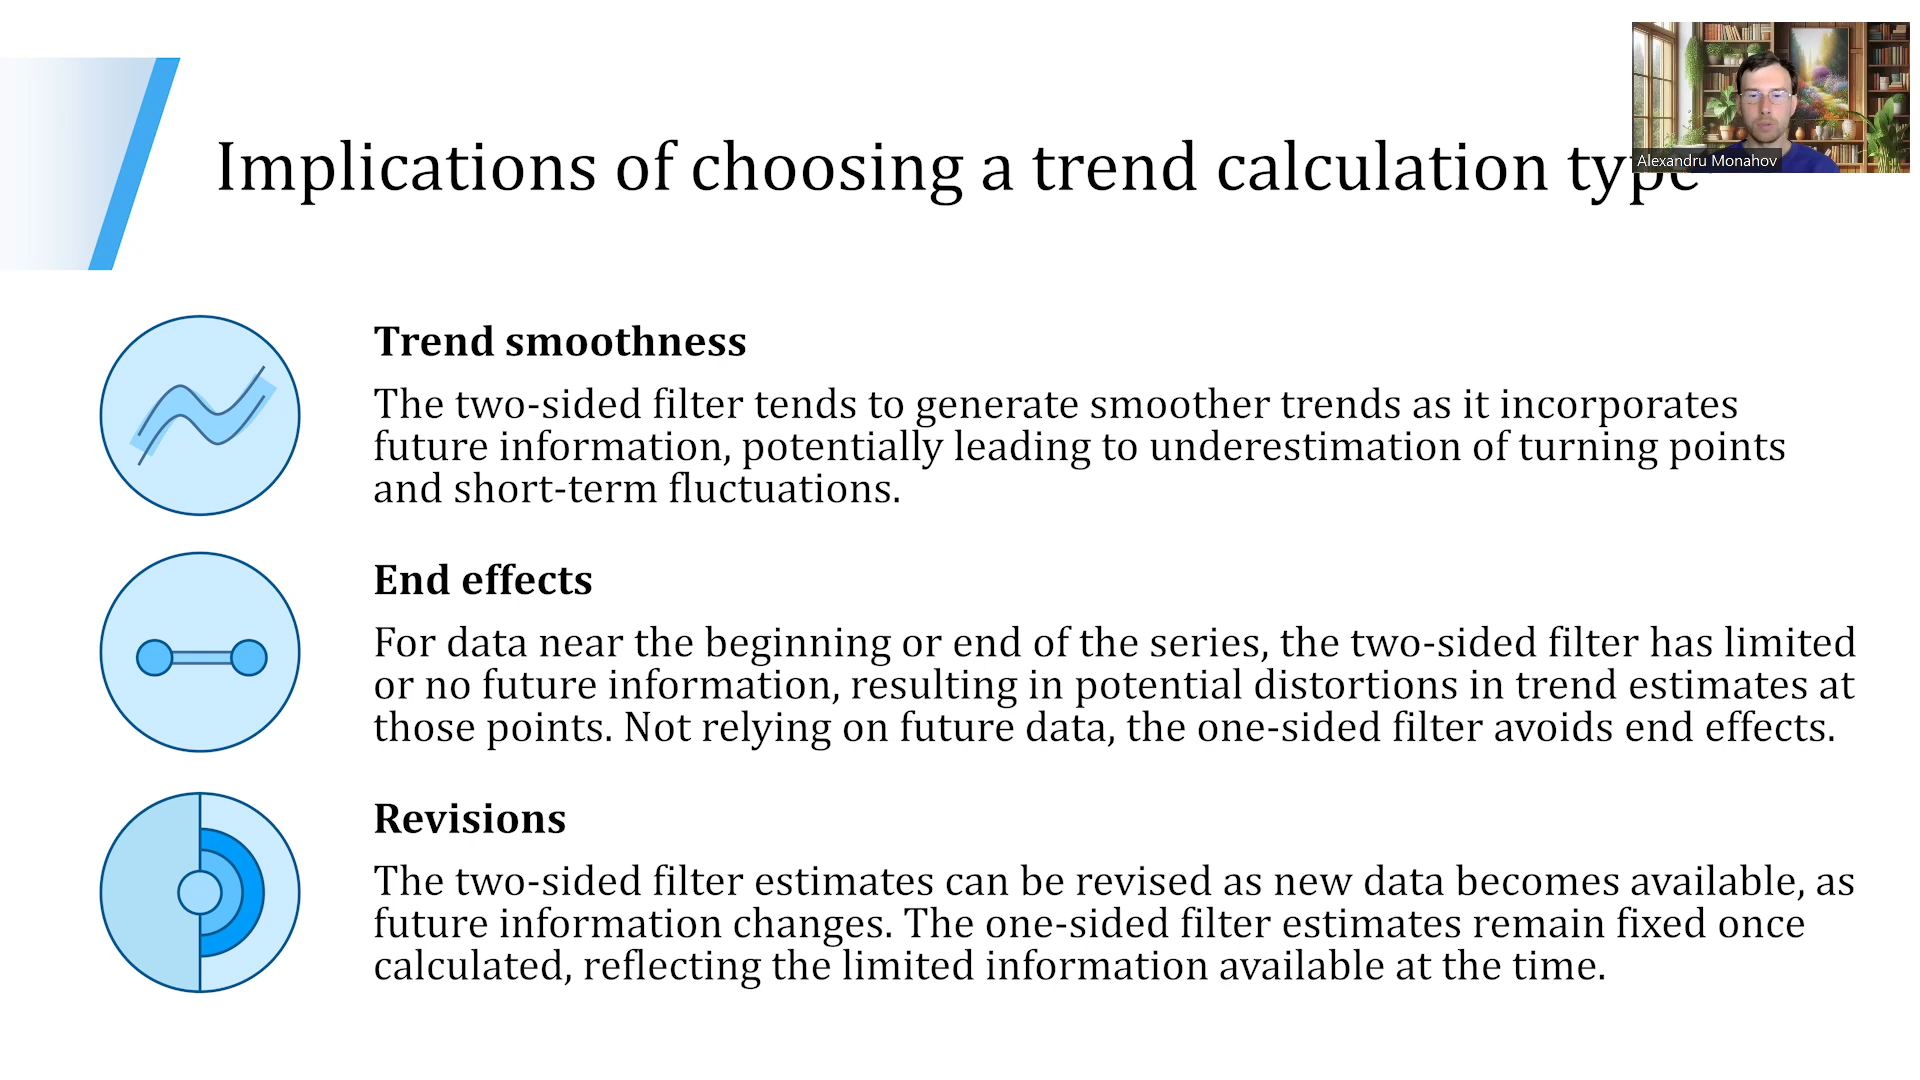 Alexandru Monahov
Implications of choosing a trend calculation type
Trend smoothness
The two-sided filter tends to generate smoother trends as it incorporates
future information, potentially leading to underestimation of turning points
and short-term fluctuations.
End effects
For data near the beginning or end of the series, the two-sided filter has limited
or no future information, resulting in potential distortions in trend estimates at
those points. Not relying on future data, the one-sided filter avoids end effects.
Revisions
The two-sided filter estimates can be revised as new data becomes available, as
future information changes. The one-sided filter estimates remain fixed once
calculated, reflecting the limited information available at the time.